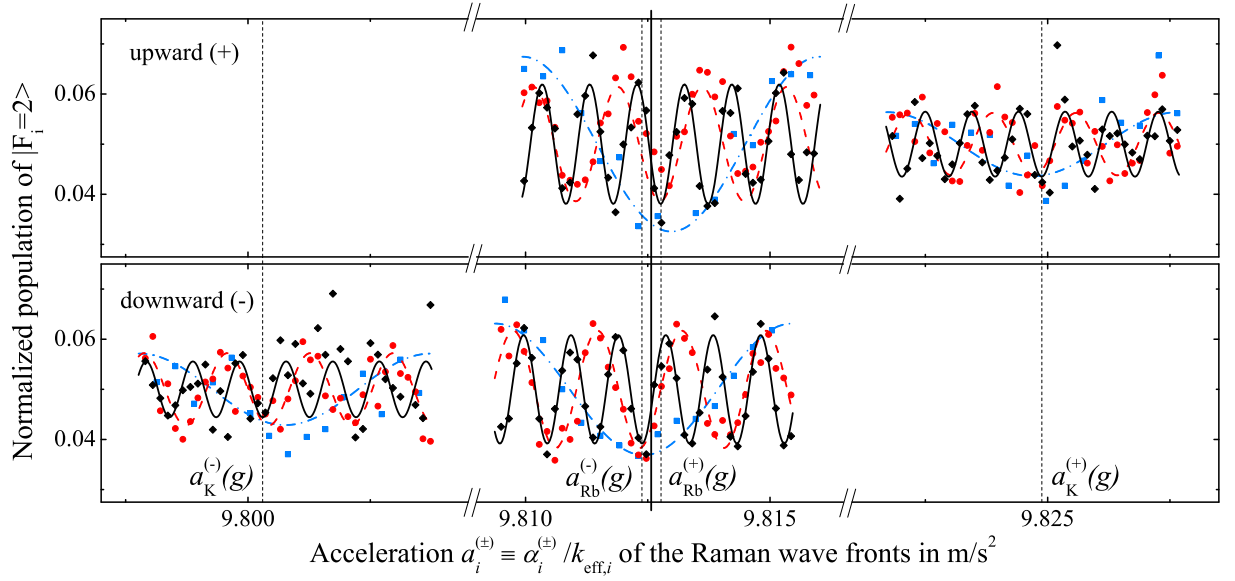 upward (+)
0.06
0.04
Normalized population of |F_i=2>
downward (-)
0.06
0.04
a_K^(-)(g)
a_Rb^(-)(g)
a_Rb^(+)(g)
a_K^(+)(g)
9.800
9.810
9.815
9.825
Acceleration a_i^(±) ≡ α_i^(±) /k_eff,i of the Raman wave fronts in m/s²